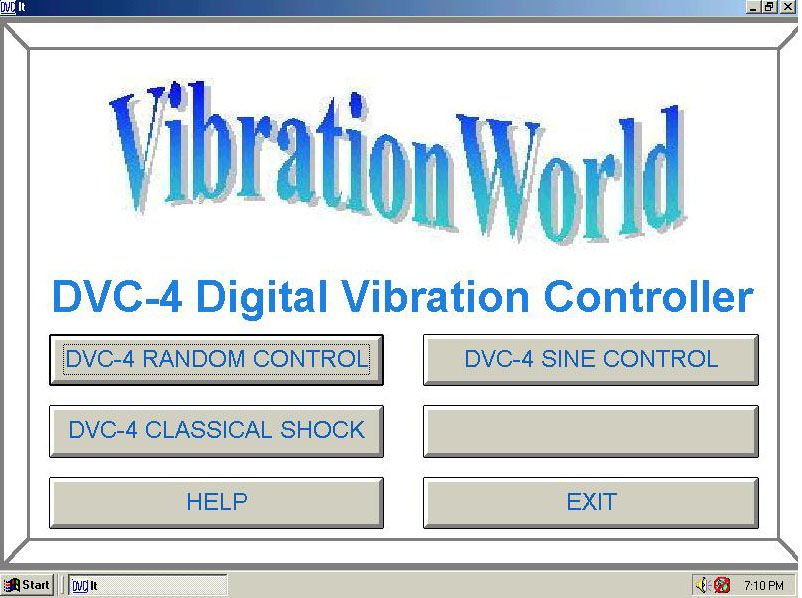 DVC It
VibrationWorld
DVC-4 Digital Vibration Controller
DVC-4 RANDOM CONTROL
DVC-4 SINE CONTROL
DVC-4 CLASSICAL SHOCK
HELP
EXIT
Start
DVC It
7:10 PM